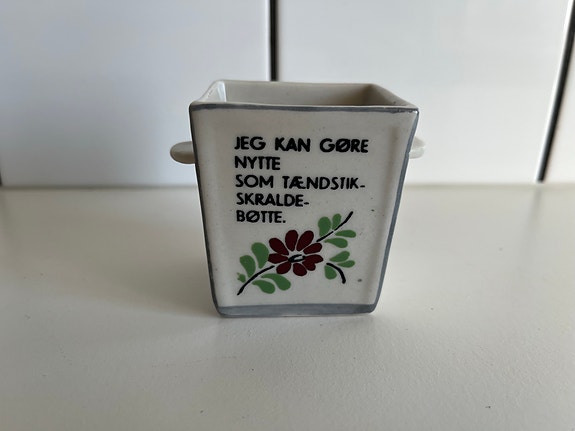 JEG KAN GØRE
NYTTE
SOM TÆNDSTIK-
SKRALDE-
BØTTE.